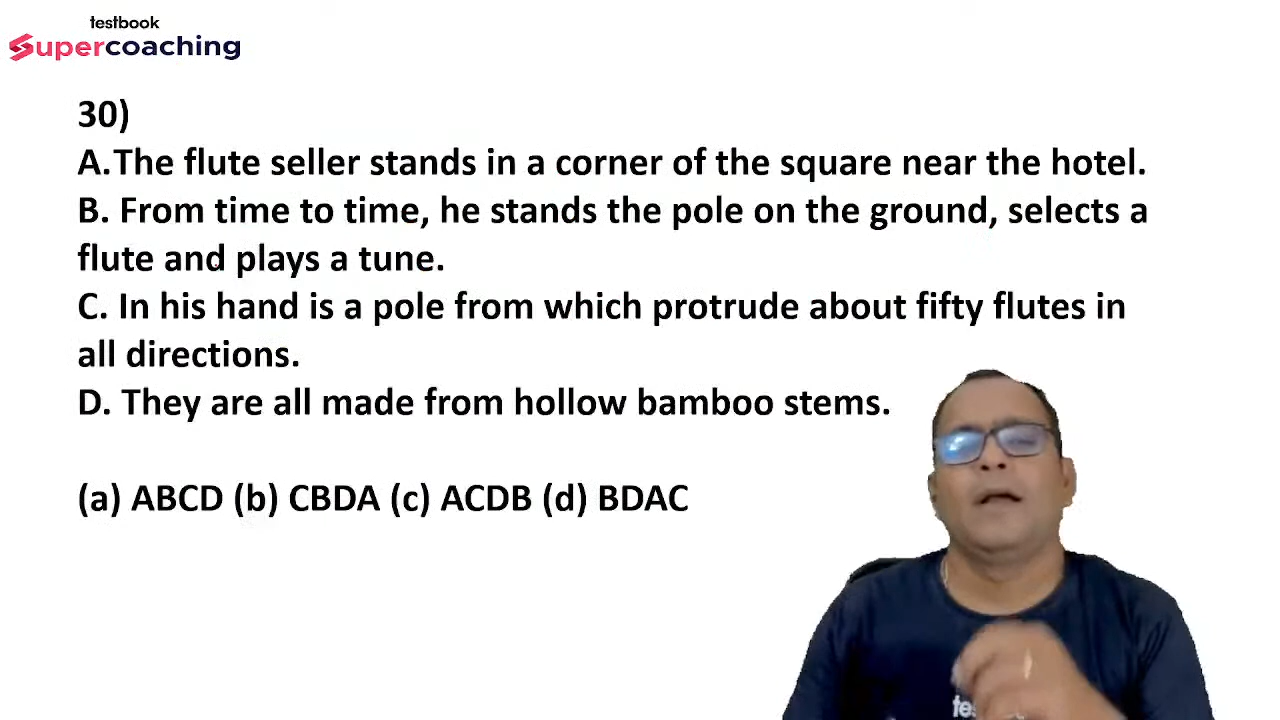 testbook
Supercoaching
30)
A.The flute seller stands in a corner of the square near the hotel.
B. From time to time, he stands the pole on the ground, selects a
flute and plays a tune.
C. In his hand is a pole from which protrude about fifty flutes in
all directions.
D. They are all made from hollow bamboo stems.
(a) ABCD (b) CBDA (c) ACDB (d) BDAC